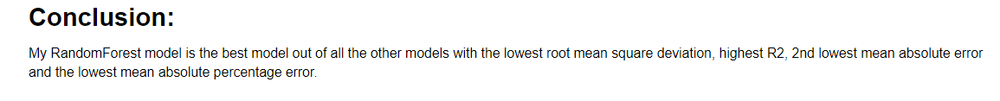 Conclusion:
My RandomForest model is the best model out of all the other models with the lowest root mean square deviation, highest R2, 2nd lowest mean absolute error
and the lowest mean absolute percentage error.